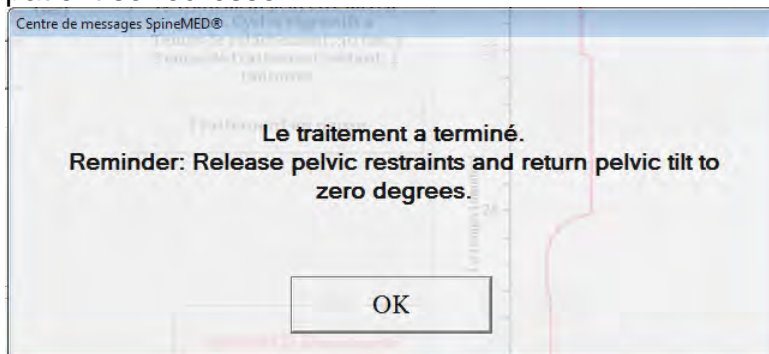 Centre de messages SpineMED®
Le traitement a terminé.
Reminder: Release pelvic restraints and return pelvic tilt to
zero degrees.
OK